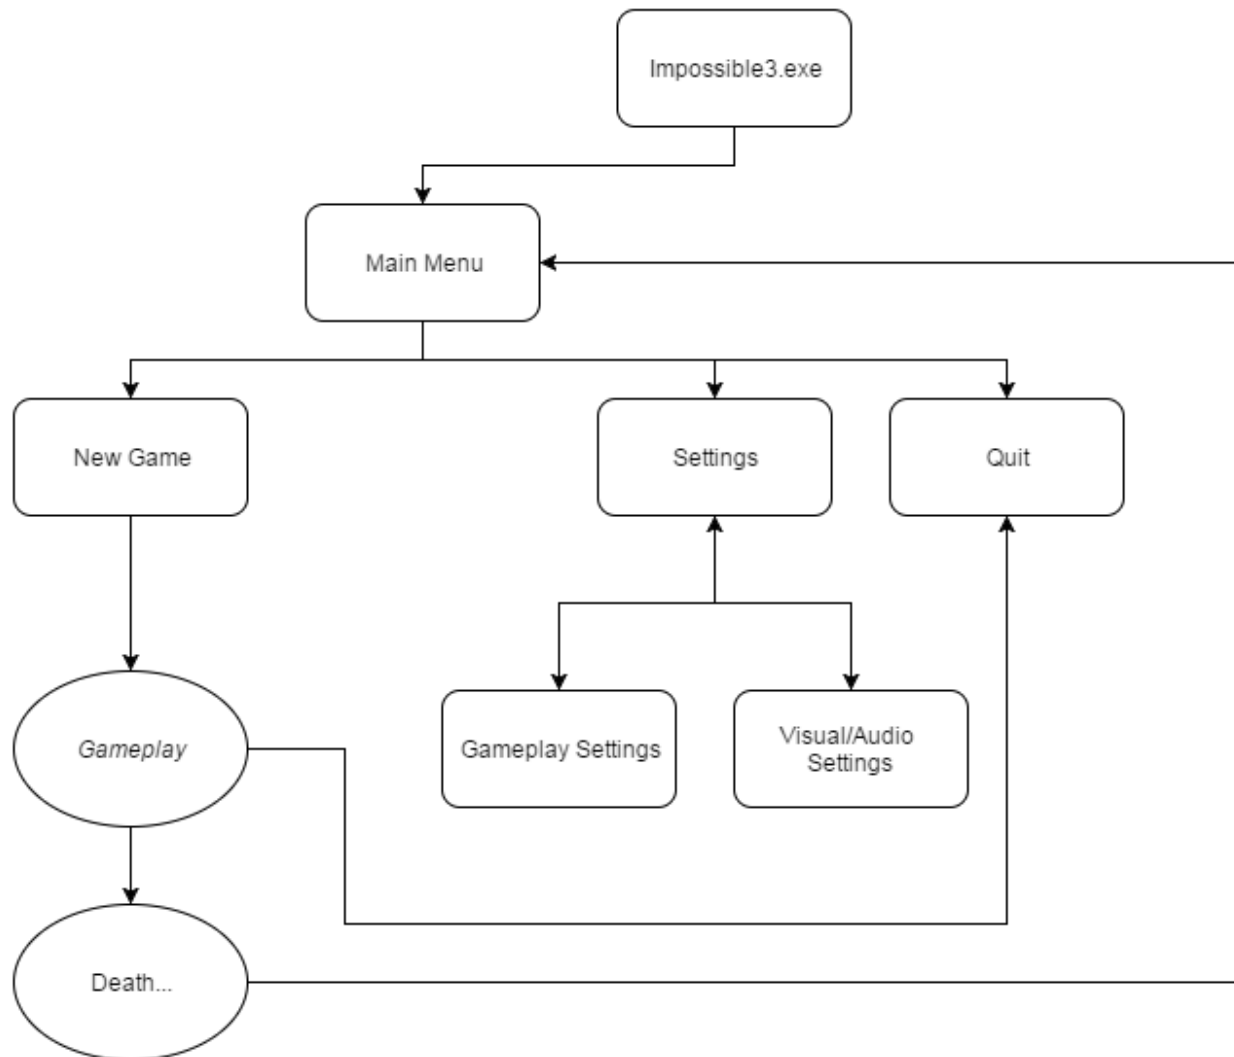 Impossible3.exe
Main Menu
New Game
Settings
Quit
Gameplay
Gameplay Settings
Visual/Audio
Settings
Death...